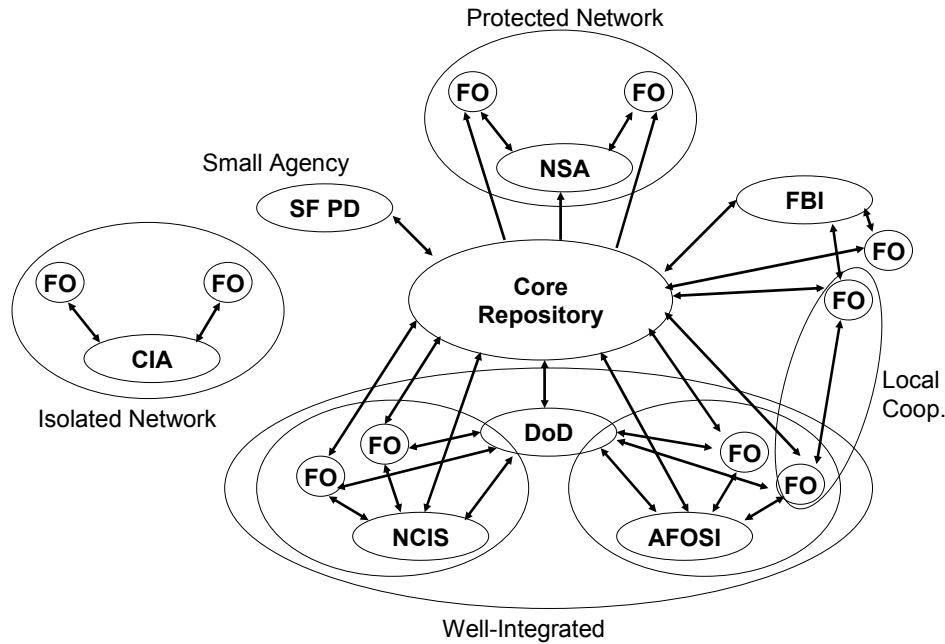 Protected Network
FO
FO
NSA
Small Agency
SF PD
FBI
FO
FO
FO
Core
Repository
FO
CIA
Isolated Network
Local
Coop.
DoD
FO
FO
FO
FO
NCIS
AFOSI
Well-Integrated